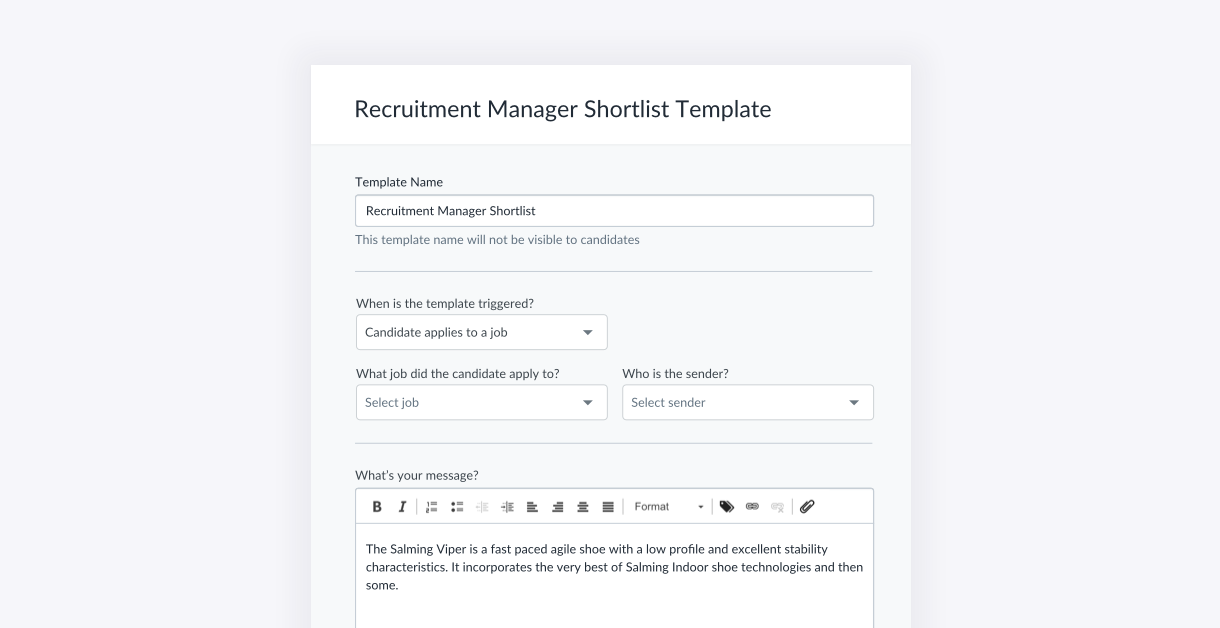 Recruitment Manager Shortlist Template
Template Name
Recruitment Manager Shortlist
This template name will not be visible to candidates
When is the template triggered?
Candidate applies to a job
What job did the candidate apply to? Who is the sender?
Select job Select sender
What's your message?
B I Format
The Salming Viper is a fast paced agile shoe with a low profile and excellent stability
characteristics. It incorporates the very best of Salming Indoor shoe technologies and then
some.